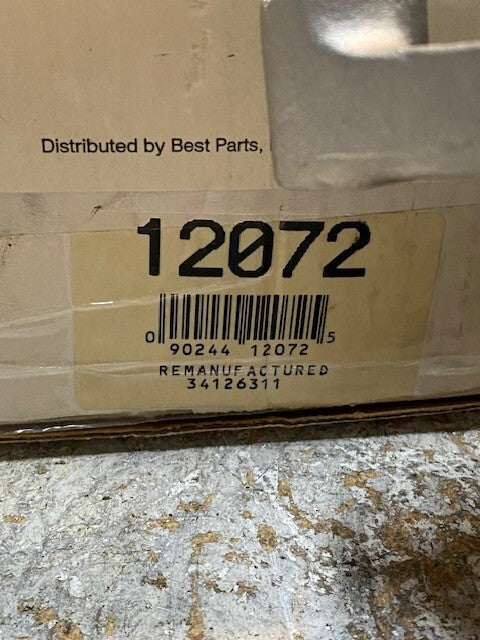 Distributed by Best Parts,
12072
0 90244 12072 5
REMANUFACTURED
34126311